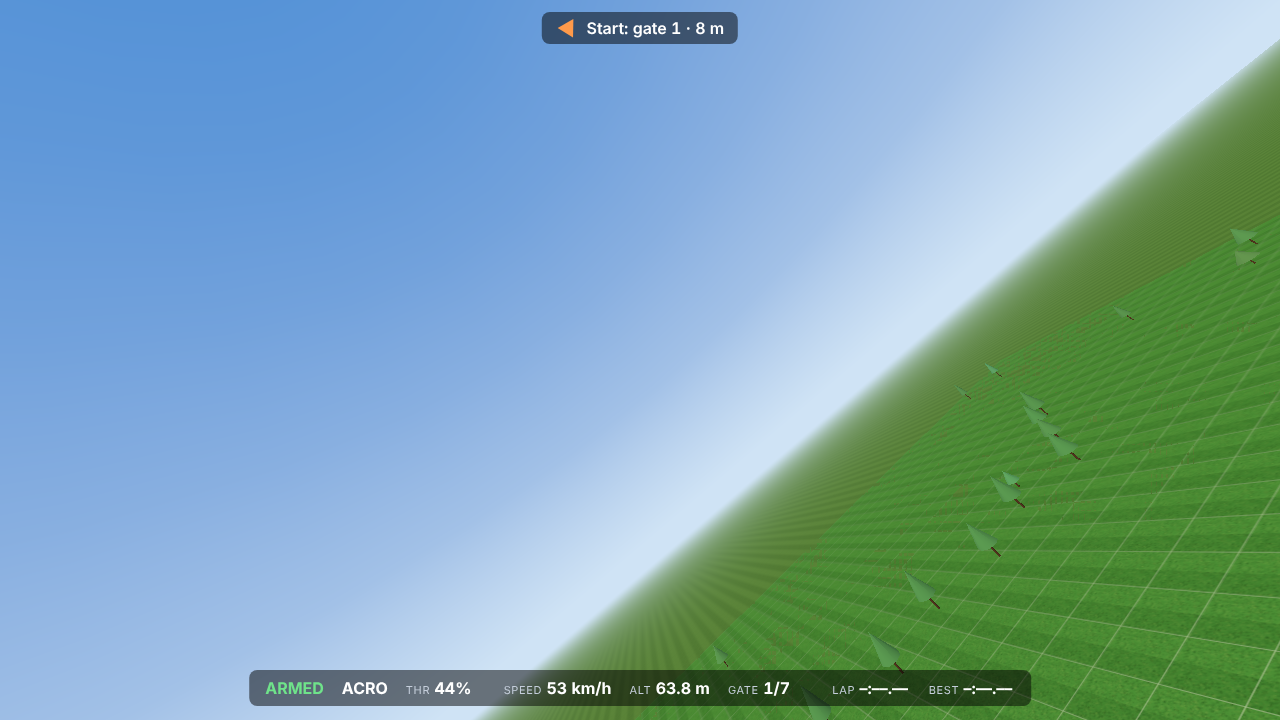 Start: gate 1 · 8 m
ARMED ACRO THR 44% SPEED 53 km/h ALT 63.8 m GATE 1/7 LAP –:––.–– BEST –:––.––